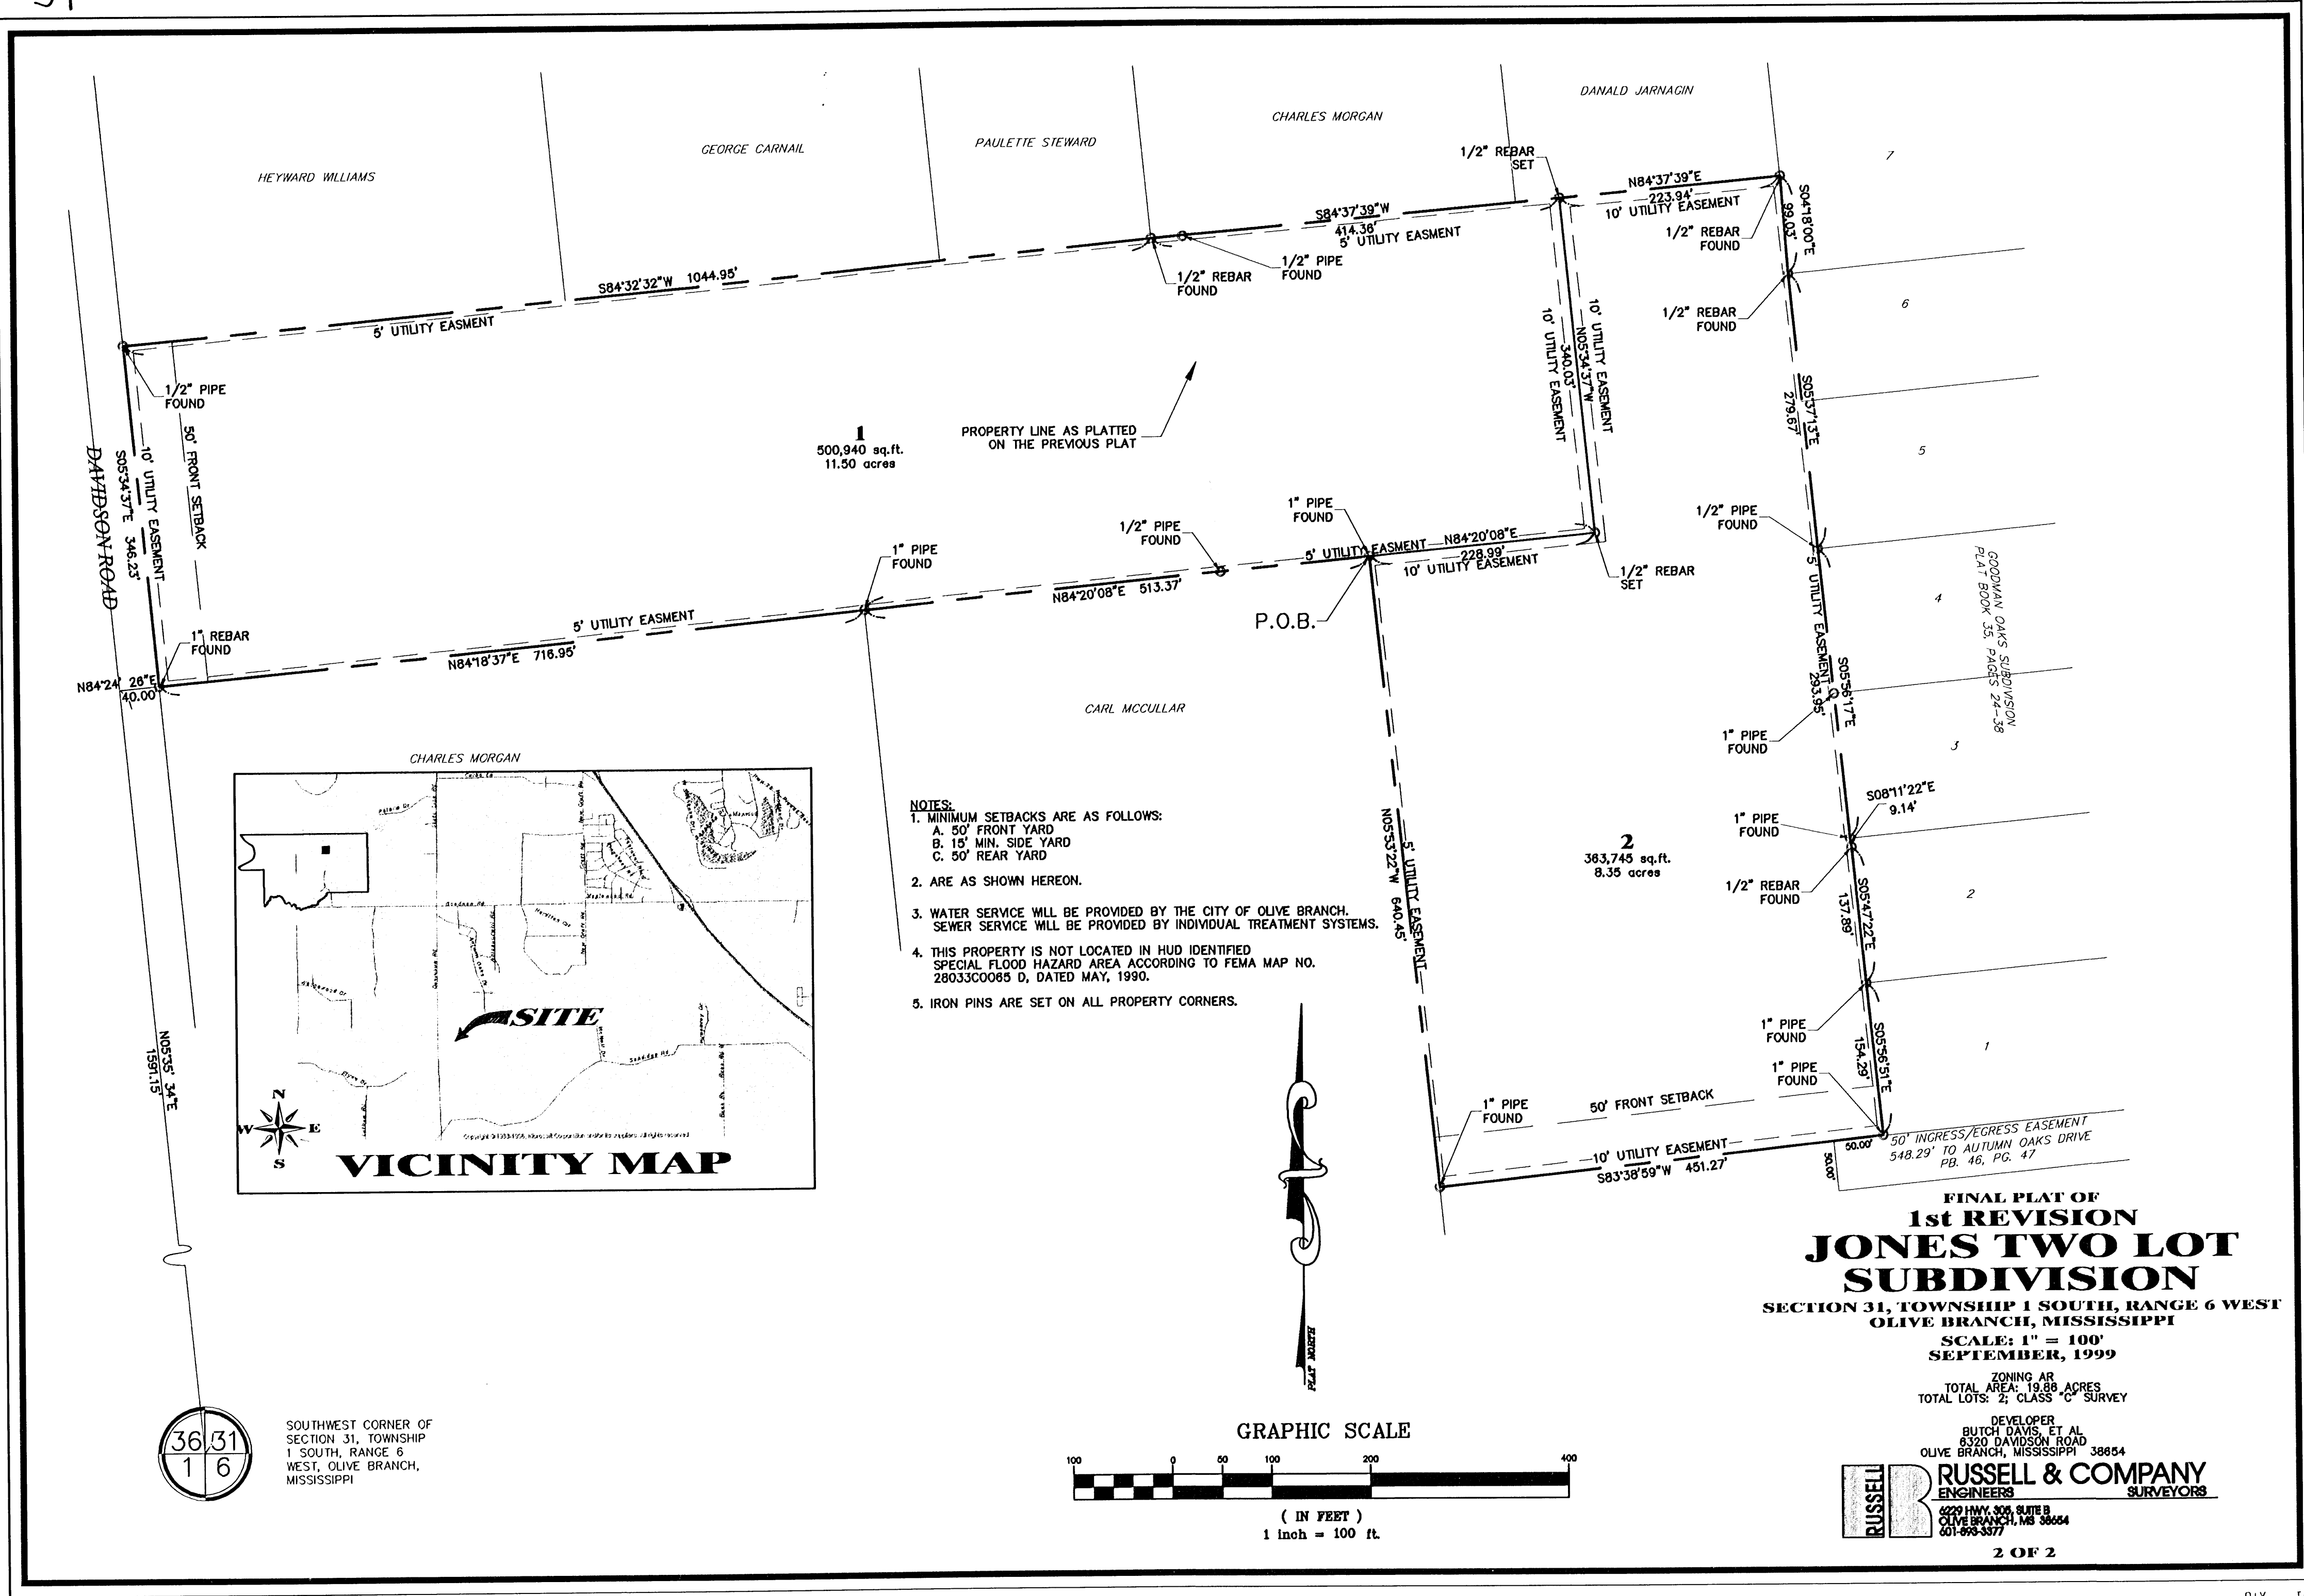 HEYWARD WILLIAMS
GEORGE CARNAIL
PAULETTE STEWARD
CHARLES MORGAN
DANALD JARNAGIN
7
6
5
4
3
2
1
1/2" REBAR
SET
N84°37'39"E
223.94'
10' UTILITY EASEMENT
S04°18'00"E
99.03'
1/2" REBAR
FOUND
1/2" REBAR
FOUND
S84°37'39"W
414.36'
5' UTILITY EASMENT
1/2" PIPE
FOUND
1/2" REBAR
FOUND
S84°32'32"W 1044.95'
5' UTILITY EASMENT
1/2" PIPE
FOUND
50' FRONT SETBACK
10' UTILITY EASEMENT
S05°34'37"E 346.23'
DAVIDSON ROAD
1
500,940 sq.ft.
11.50 acres
PROPERTY LINE AS PLATTED
ON THE PREVIOUS PLAT
10' UTILITY EASEMENT
N05°34'37"W
340.03'
10' UTILITY EASEMENT
S05°37'13"E
279.67'
1/2" PIPE
FOUND
1" PIPE
FOUND
1/2" PIPE
FOUND
1" PIPE
FOUND
5' UTILITY EASMENT
N84°20'08"E
228.99'
10' UTILITY EASEMENT
1/2" REBAR
SET
P.O.B.
N84°20'08"E 513.37'
5' UTILITY EASMENT
N84°18'37"E 716.95'
1" REBAR
FOUND
N84°24' 26"E
40.00'
GOODMAN OAKS SUBDIVISION
PLAT BOOK 35, PAGES 24-38
5' UTILITY EASEMENT
S05°56'17"E
293.95'
1" PIPE
FOUND
CARL MCCULLAR
CHARLES MORGAN
N05°53'22"W 640.45'
5' UTILITY EASEMENT
2
363,745 sq.ft.
8.35 acres
S08°11'22"E
9.14'
1" PIPE
FOUND
1/2" REBAR
FOUND
S05°47'22"E
137.89'
1" PIPE
FOUND
S05°56'51"E
154.29'
1" PIPE
FOUND
1" PIPE
FOUND
50' FRONT SETBACK
10' UTILITY EASEMENT
S83°38'59"W 451.27'
50.00'
50.00'
50' INGRESS/EGRESS EASEMENT
548.29' TO AUTUMN OAKS DRIVE
PB. 46, PG. 47
NOTES:
1. MINIMUM SETBACKS ARE AS FOLLOWS:
A. 50' FRONT YARD
B. 15' MIN. SIDE YARD
C. 50' REAR YARD
2. ARE AS SHOWN HEREON.
3. WATER SERVICE WILL BE PROVIDED BY THE CITY OF OLIVE BRANCH.
SEWER SERVICE WILL BE PROVIDED BY INDIVIDUAL TREATMENT SYSTEMS.
4. THIS PROPERTY IS NOT LOCATED IN HUD IDENTIFIED
SPECIAL FLOOD HAZARD AREA ACCORDING TO FEMA MAP NO.
28033C0065 D, DATED MAY, 1990.
5. IRON PINS ARE SET ON ALL PROPERTY CORNERS.
Goodman Rd
Maplewood Rd
SITE
N
W E
S
VICINITY MAP
N05°35' 34"E
1591.15'
PLAT NORTH
36 31
1 6
SOUTHWEST CORNER OF
SECTION 31, TOWNSHIP
1 SOUTH, RANGE 6
WEST, OLIVE BRANCH,
MISSISSIPPI
GRAPHIC SCALE
100 0 50 100 200 400
( IN FEET )
1 inch = 100 ft.
FINAL PLAT OF
1st REVISION
JONES TWO LOT
SUBDIVISION
SECTION 31, TOWNSHIP 1 SOUTH, RANGE 6 WEST
OLIVE BRANCH, MISSISSIPPI
SCALE: 1" = 100'
SEPTEMBER, 1999
ZONING AR
TOTAL AREA: 19.86 ACRES
TOTAL LOTS: 2; CLASS "C" SURVEY
DEVELOPER
BUTCH DAVIS, ET AL
6320 DAVIDSON ROAD
OLIVE BRANCH, MISSISSIPPI 38654
RUSSELL
RUSSELL & COMPANY
ENGINEERS SURVEYORS
6229 HWY. 305, SUITE B
OLIVE BRANCH, MS 38654
601-893-3377
2 OF 2